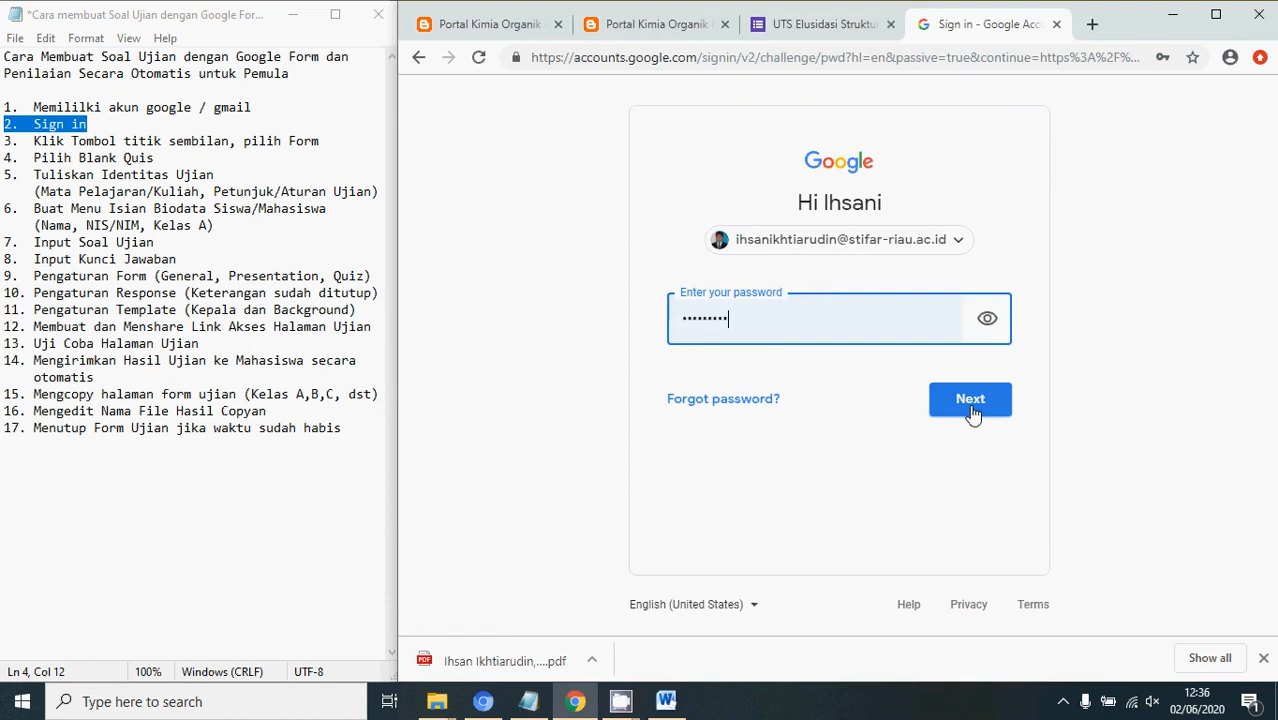 *Cara membuat Soal Ujian dengan Google For...
File Edit Format View Help
Cara Membuat Soal Ujian dengan Google Form dan
Penilaian Secara Otomatis untuk Pemula
1. Memililki akun google / gmail
2. Sign in
3. Klik Tombol titik sembilan, pilih Form
4. Pilih Blank Quis
5. Tuliskan Identitas Ujian
(Mata Pelajaran/Kuliah, Petunjuk/Aturan Ujian)
6. Buat Menu Isian Biodata Siswa/Mahasiswa
(Nama, NIS/NIM, Kelas A)
7. Input Soal Ujian
8. Input Kunci Jawaban
9. Pengaturan Form (General, Presentation, Quiz)
10. Pengaturan Response (Keterangan sudah ditutup)
11. Pengaturan Template (Kepala dan Background)
12. Membuat dan Menshare Link Akses Halaman Ujian
13. Uji Coba Halaman Ujian
14. Mengirimkan Hasil Ujian ke Mahasiswa secara
otomatis
15. Mengcopy halaman form ujian (Kelas A,B,C, dst)
16. Mengedit Nama File Hasil Copyan
17. Menutup Form Ujian jika waktu sudah habis
Ln 4, Col 12 100% Windows (CRLF) UTF-8
Portal Kimia Organik
Portal Kimia Organik
UTS Elusidasi Struktur
Sign in - Google Acc
https://accounts.google.com/signin/v2/challenge/pwd?hl=en&passive=true&continue=https%3A%2F%...
Google
Hi Ihsani
ihsanikhtiarudin@stifar-riau.ac.id
Enter your password
•••••••••
Forgot password? Next
English (United States) Help Privacy Terms
Ihsan Ikhtiarudin,....pdf Show all
Type here to search
12:36
02/06/2020
1